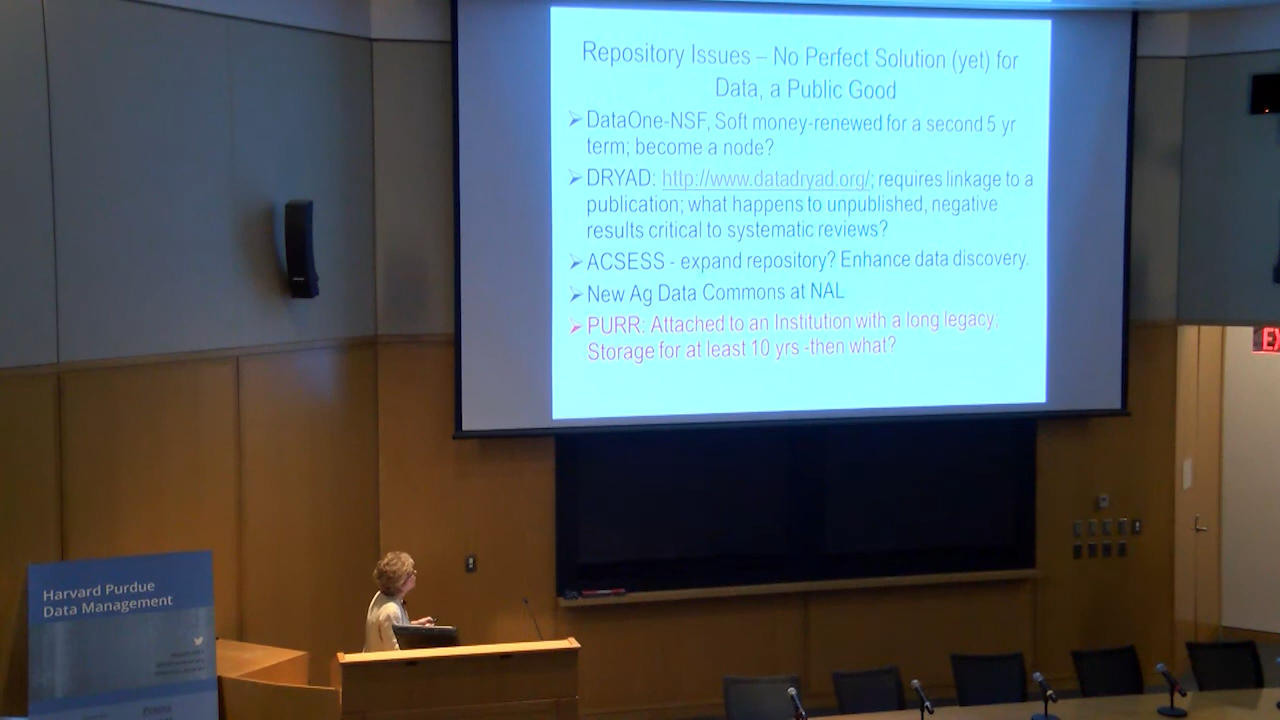 Repository Issues – No Perfect Solution (yet) for
Data, a Public Good
➢ DataOne-NSF, Soft money-renewed for a second 5 yr
term; become a node?
➢ DRYAD: http://www.datadryad.org/; requires linkage to a
publication; what happens to unpublished, negative
results critical to systematic reviews?
➢ ACSESS - expand repository? Enhance data discovery.
➢ New Ag Data Commons at NAL
➢ PURR: Attached to an Institution with a long legacy;
Storage for at least 10 yrs -then what?
EX
Harvard Purdue
Data Management